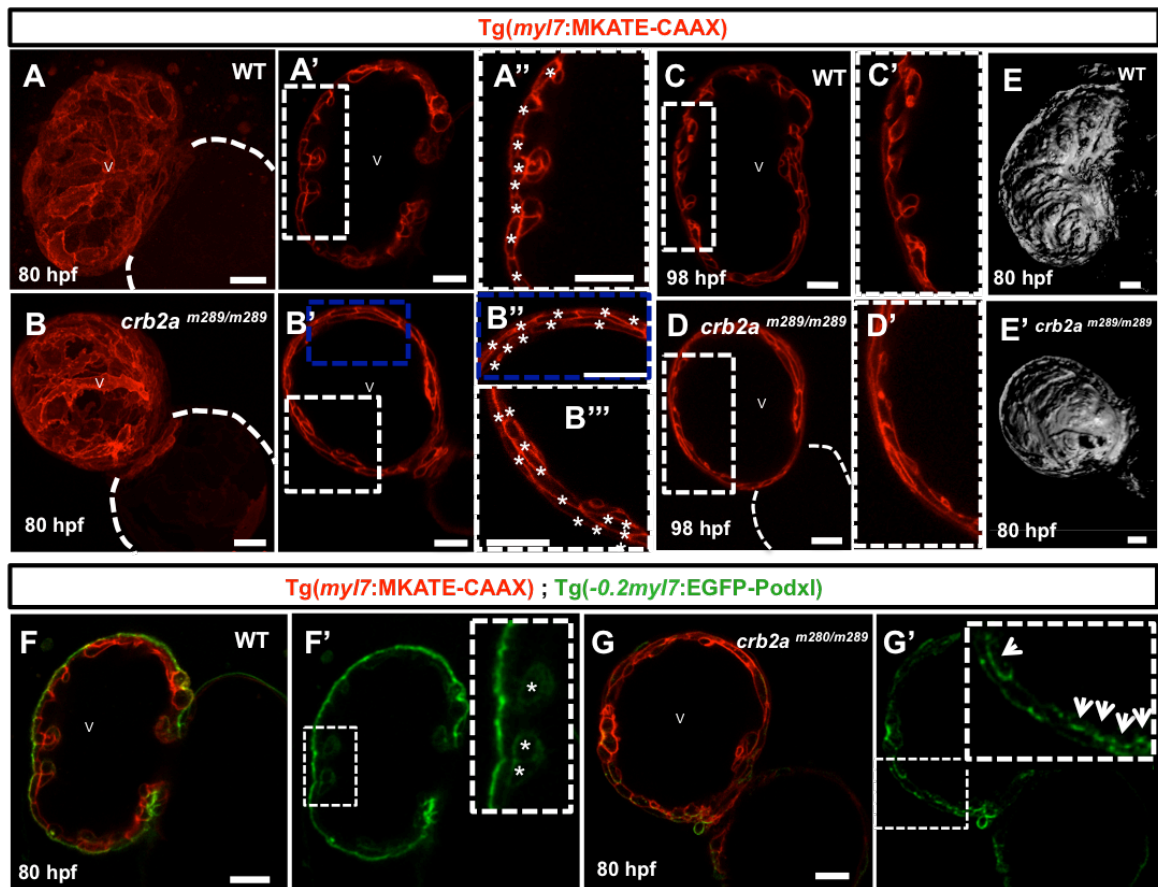 Tg(myl7:MKATE-CAAX)
A
WT
v
80 hpf
A'
v
A''
* * * * * * * * *
C
WT
v
98 hpf
C'
E
WT
80 hpf
B
crb2a m289/m289
v
80 hpf
B'
v
B''
* * * * * * * * *
B'''
* * * * * * * * * * * *
D
crb2a m289/m289
v
98 hpf
D'
E'
crb2a m289/m289
80 hpf
Tg(myl7:MKATE-CAAX) ; Tg(-0.2myl7:EGFP-Podxl)
F
WT
v
80 hpf
F'
* * *
G
crb2a m280/m289
v
80 hpf
G'